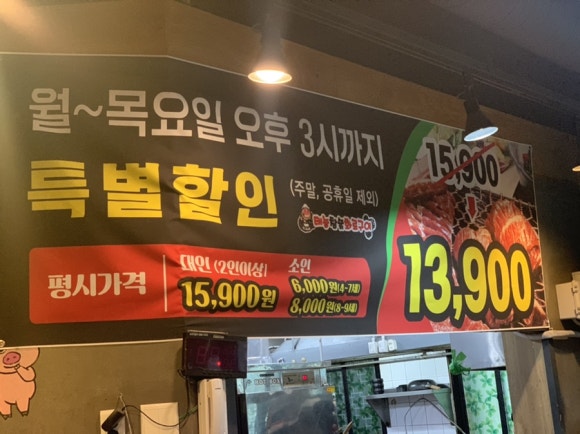 월~목요일 오후 3시까지
특별할인
(주말, 공휴일 제외)
평시가격
대인 (2인이상)
15,900원
소인
6,000원(4~7세)
8,000원(8~9세)
15,900
13,900